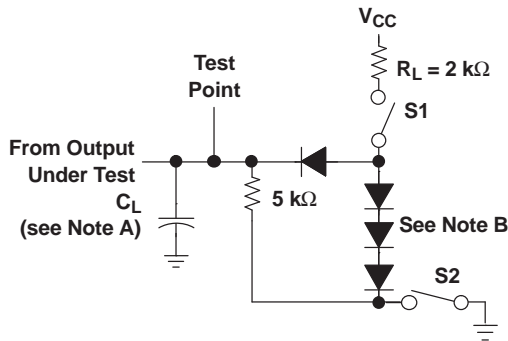 VCC
RL = 2 kΩ
S1
Test
Point
From Output
Under Test
CL
(see Note A)
5 kΩ
See Note B
S2